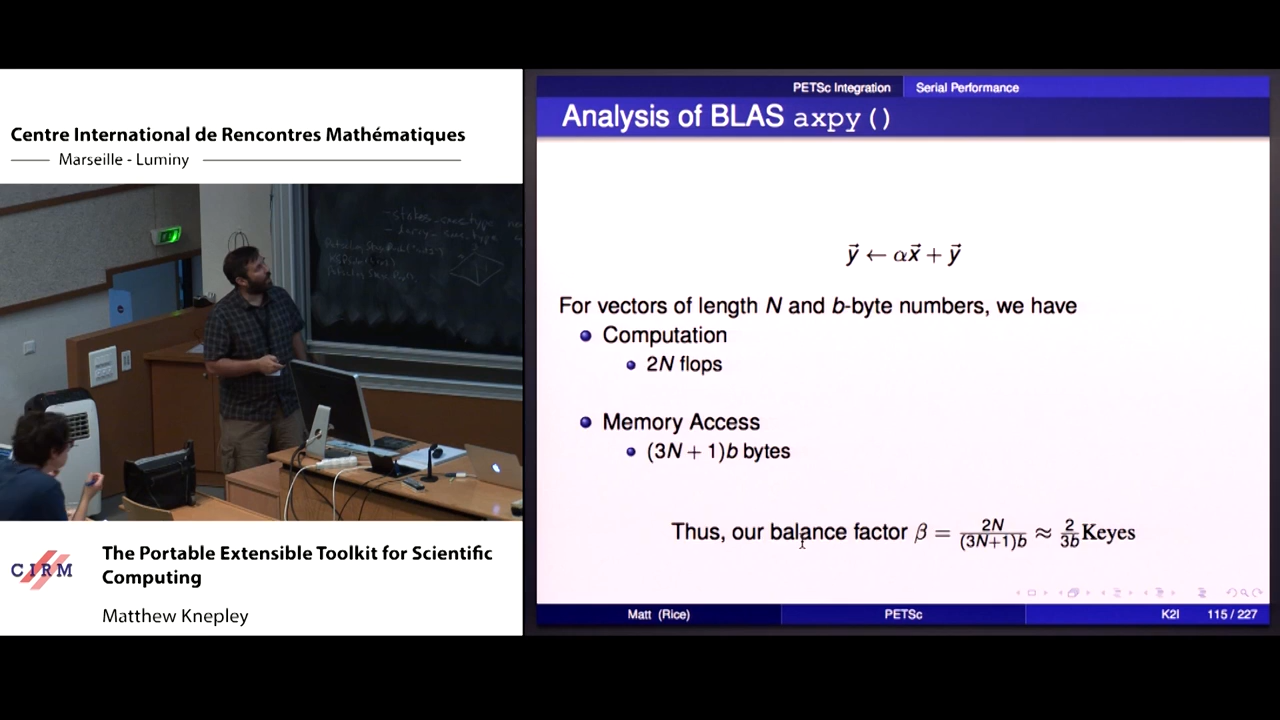 Centre International de Rencontres Mathématiques
Marseille - Luminy
CIRM
The Portable Extensible Toolkit for Scientific
Computing
Matthew Knepley
PETSc Integration Serial Performance
Analysis of BLAS axpy()
y⃗ ← αx⃗ + y⃗
For vectors of length N and b-byte numbers, we have
Computation
2N flops
Memory Access
(3N + 1)b bytes
Thus, our balance factor β = 2N/(3N+1)b ≈ 2/3b Keyes
Matt (Rice) PETSc K2I 115 / 227